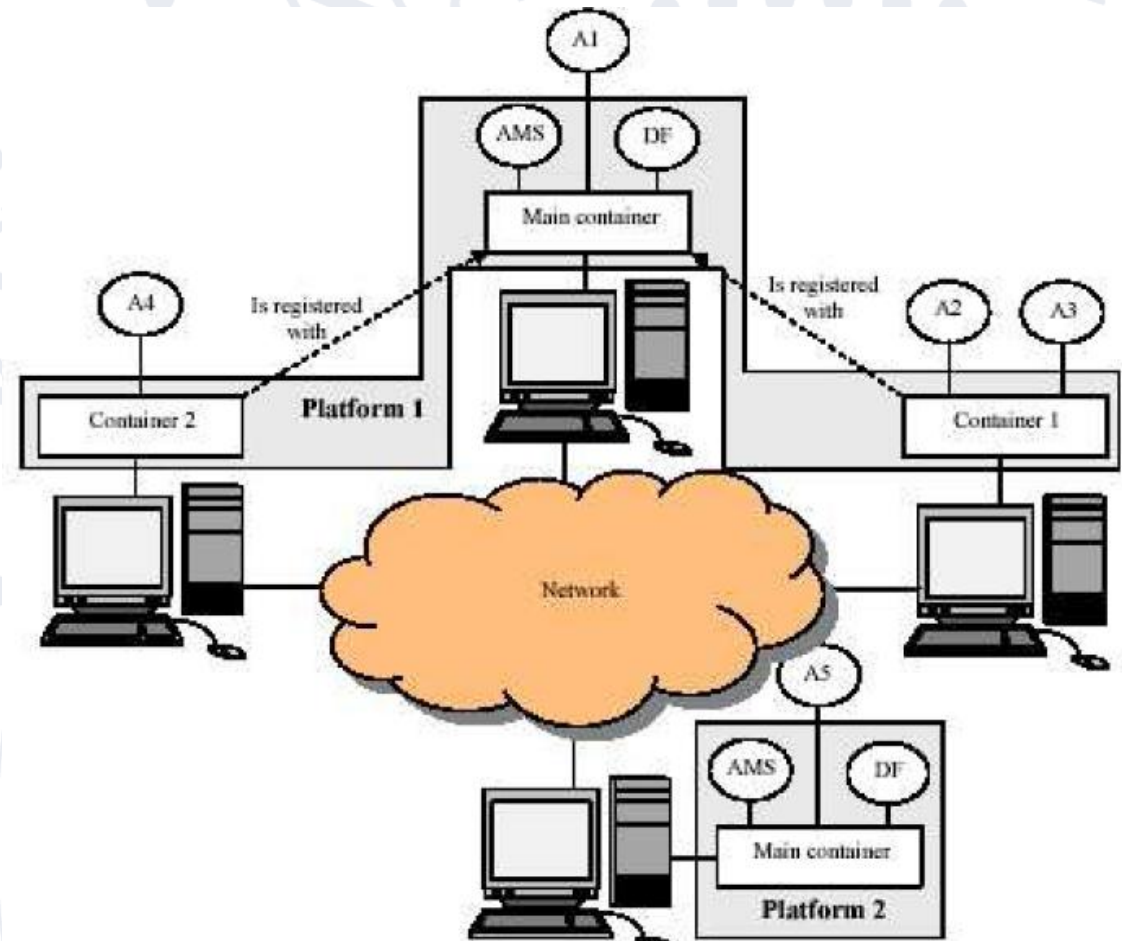 A1
AMS
DF
Main container
A4
Is registered
with
Is registered
with
A2
A3
Container 2
Platform 1
Container 1
Network
A5
AMS
DF
Main container
Platform 2